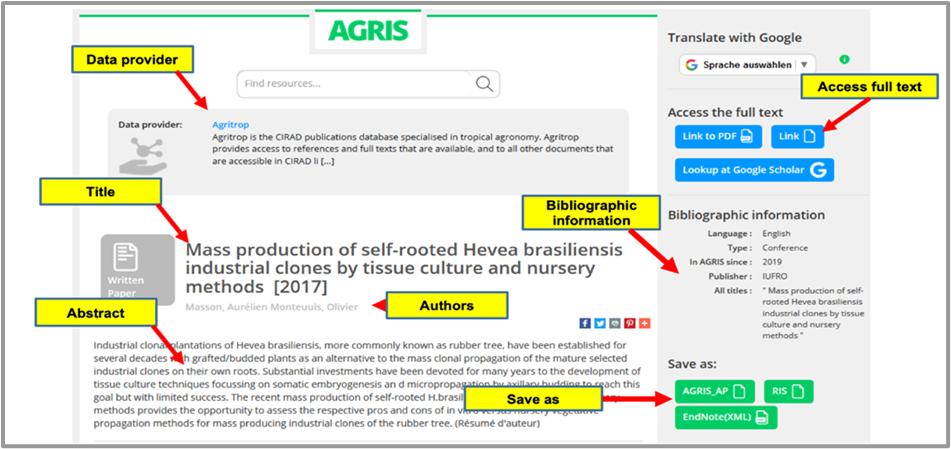 AGRIS
Data provider
Find resources...
Data provider:
Agritrop
Agritrop is the CIRAD publications database specialised in tropical agronomy. Agritrop
provides access to references and full texts that are available, and to all other documents that
are accessible in CIRAD li [...]
Title
Written
Paper
Mass production of self-rooted Hevea brasiliensis
industrial clones by tissue culture and nursery
methods [2017]
Masson, Aurélien Monteuuis, Olivier
Authors
Abstract
Industrial clonal plantations of Hevea brasiliensis, more commonly known as rubber tree, have been established for
several decades with grafted/budded plants as an alternative to the mass clonal propagation of the mature selected
industrial clones on their own roots. Substantial investments have been devoted for many years to the development of
tissue culture techniques focussing on somatic embryogenesis an d micropropagation by axillary budding to reach this
goal but with limited success. The recent mass production of self-rooted H.brasi
methods provides the opportunity to assess the respective pros and cons of in vitro versus nursery vegetative
propagation methods for mass producing industrial clones of the rubber tree. (Résumé d'auteur)
Save as
Translate with Google
G Sprache auswählen
Access full text
Access the full text
Link to PDF
Link
Lookup at Google Scholar G
Bibliographic
information
Bibliographic information
Language : English
Type : Conference
In AGRIS since : 2019
Publisher : IUFRO
All titles : " Mass production of self-
rooted Hevea brasiliensis
industrial clones by tissue
culture and nursery
methods "
Save as:
AGRIS_AP
RIS
EndNote(XML)